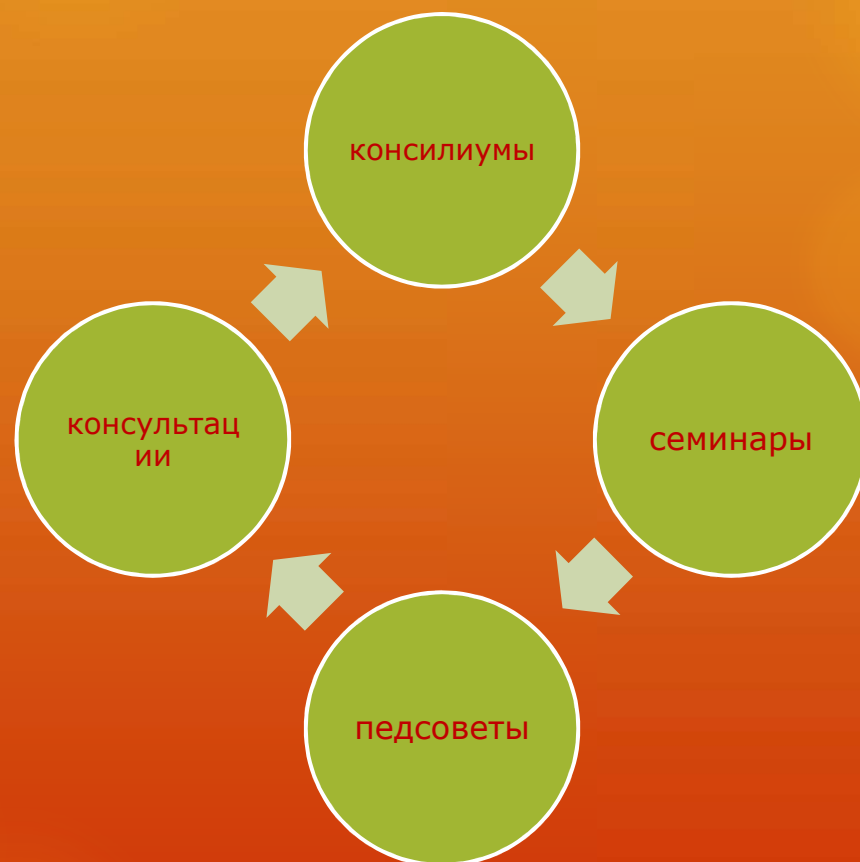 консилиумы
консультац
ии
семинары
педсоветы